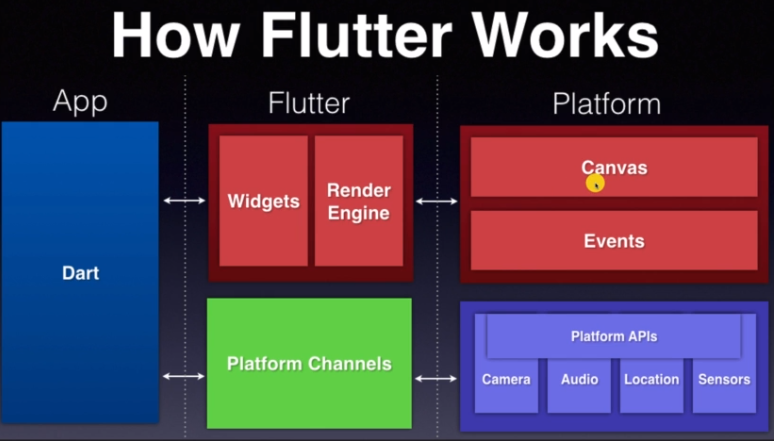 How Flutter Works
App
Flutter
Platform
Dart
Widgets
Render
Engine
Canvas
Events
Platform Channels
Platform APIs
Camera
Audio
Location
Sensors